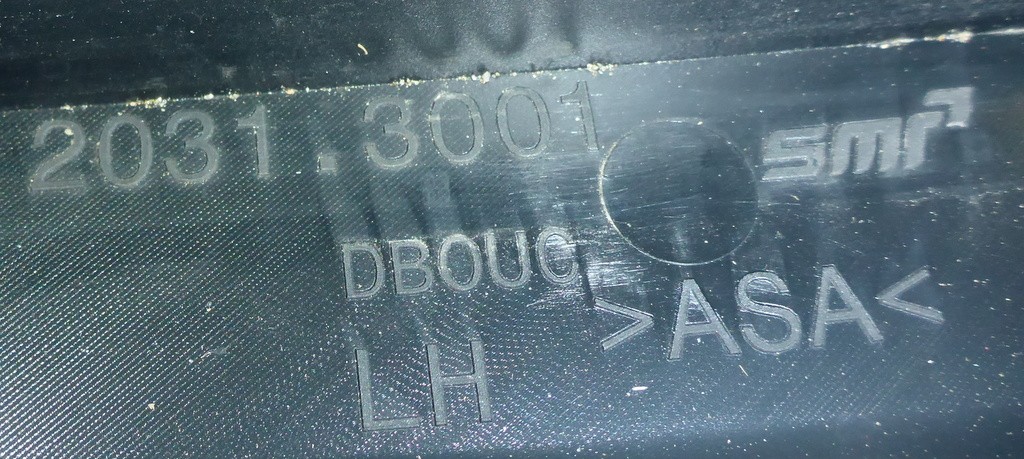 2031.3001
smr
DBOUC
>ASA<
LH